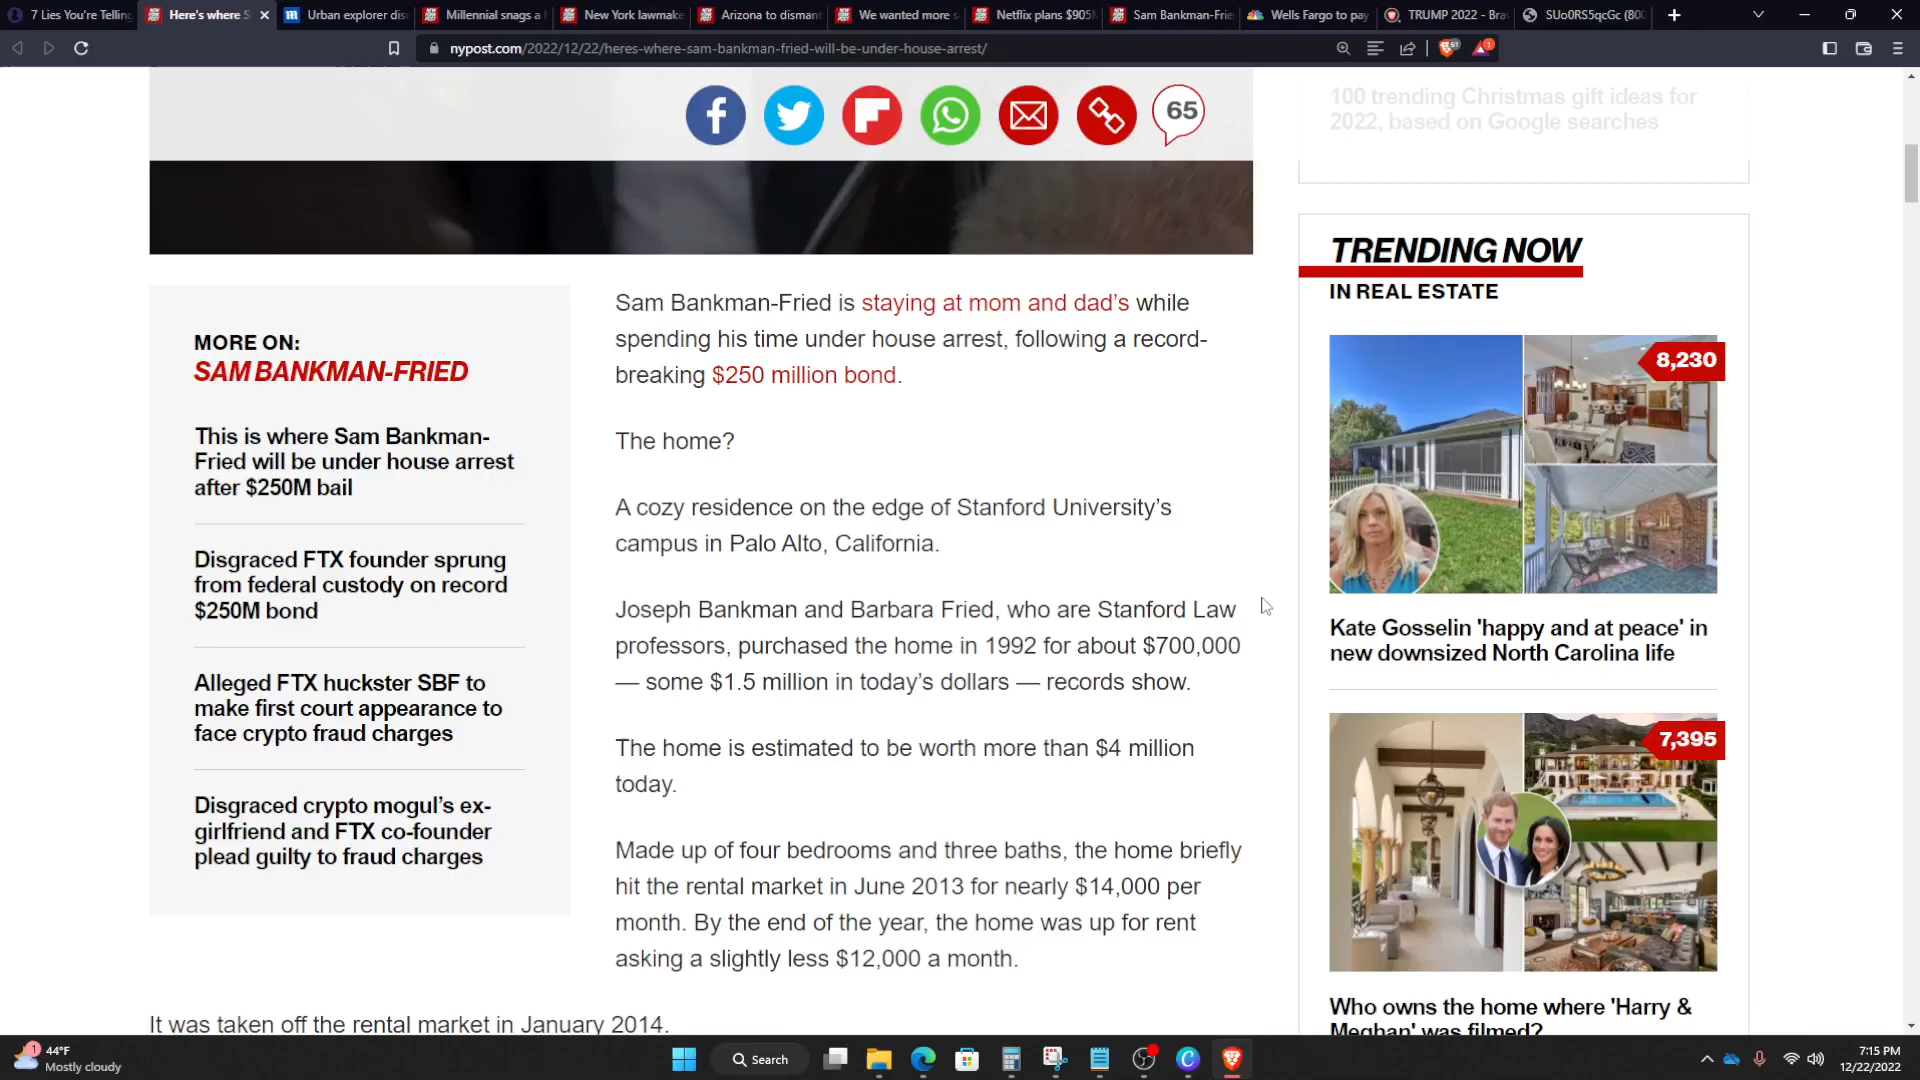 7 Lies You're Telling
Here's where S
Urban explorer dis
Millennial snags a
New York lawmake
Arizona to dismant
We wanted more s
Netflix plans $905
Sam Bankman-Frie
Wells Fargo to pay
TRUMP 2022 - Bra
SUo0RS5qcGc (800
nypost.com/2022/12/22/heres-where-sam-bankman-fried-will-be-under-house-arrest/
61
1
65
100 trending Christmas gift ideas for
2022, based on Google searches
MORE ON:
SAM BANKMAN-FRIED
This is where Sam Bankman-
Fried will be under house arrest
after $250M bail
Disgraced FTX founder sprung
from federal custody on record
$250M bond
Alleged FTX huckster SBF to
make first court appearance to
face crypto fraud charges
Disgraced crypto mogul's ex-
girlfriend and FTX co-founder
plead guilty to fraud charges
Sam Bankman-Fried is staying at mom and dad's while
spending his time under house arrest, following a record-
breaking $250 million bond.
The home?
A cozy residence on the edge of Stanford University's
campus in Palo Alto, California.
Joseph Bankman and Barbara Fried, who are Stanford Law
professors, purchased the home in 1992 for about $700,000
— some $1.5 million in today's dollars — records show.
The home is estimated to be worth more than $4 million
today.
Made up of four bedrooms and three baths, the home briefly
hit the rental market in June 2013 for nearly $14,000 per
month. By the end of the year, the home was up for rent
asking a slightly less $12,000 a month.
It was taken off the rental market in January 2014.
TRENDING NOW
IN REAL ESTATE
8,230
Kate Gosselin 'happy and at peace' in
new downsized North Carolina life
7,395
Who owns the home where 'Harry &
Meghan' was filmed?
1
44°F
Mostly cloudy
Search
7:15 PM
12/22/2022